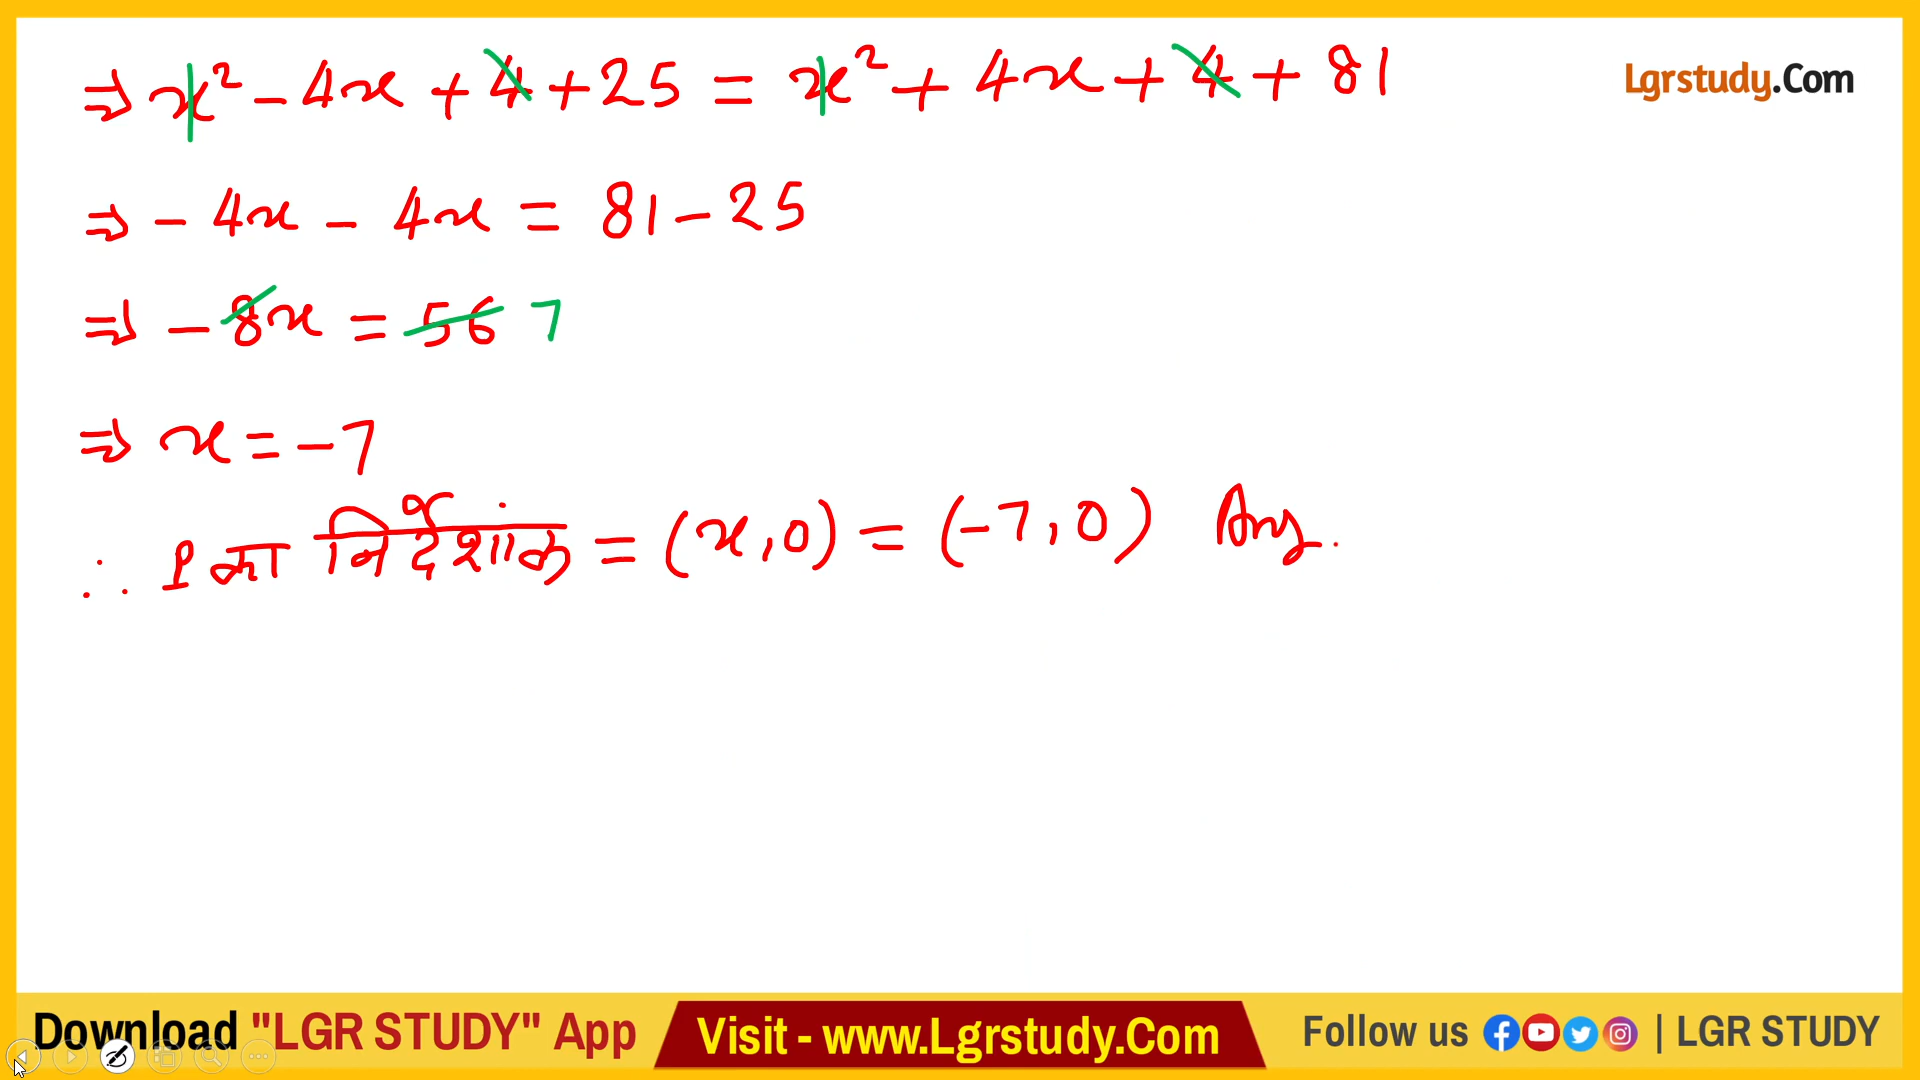 ⇒ x² - 4x + 4 + 25 = x² + 4x + 4 + 81
Lgrstudy.Com
⇒ - 4x - 4x = 81 - 25
⇒ - 8x = 56 7
⇒ x = - 7
∴ P का निर्देशांक = (x, 0) = (-7, 0) Ans.
Download "LGR STUDY" App
Visit - www.Lgrstudy.Com
Follow us | LGR STUDY